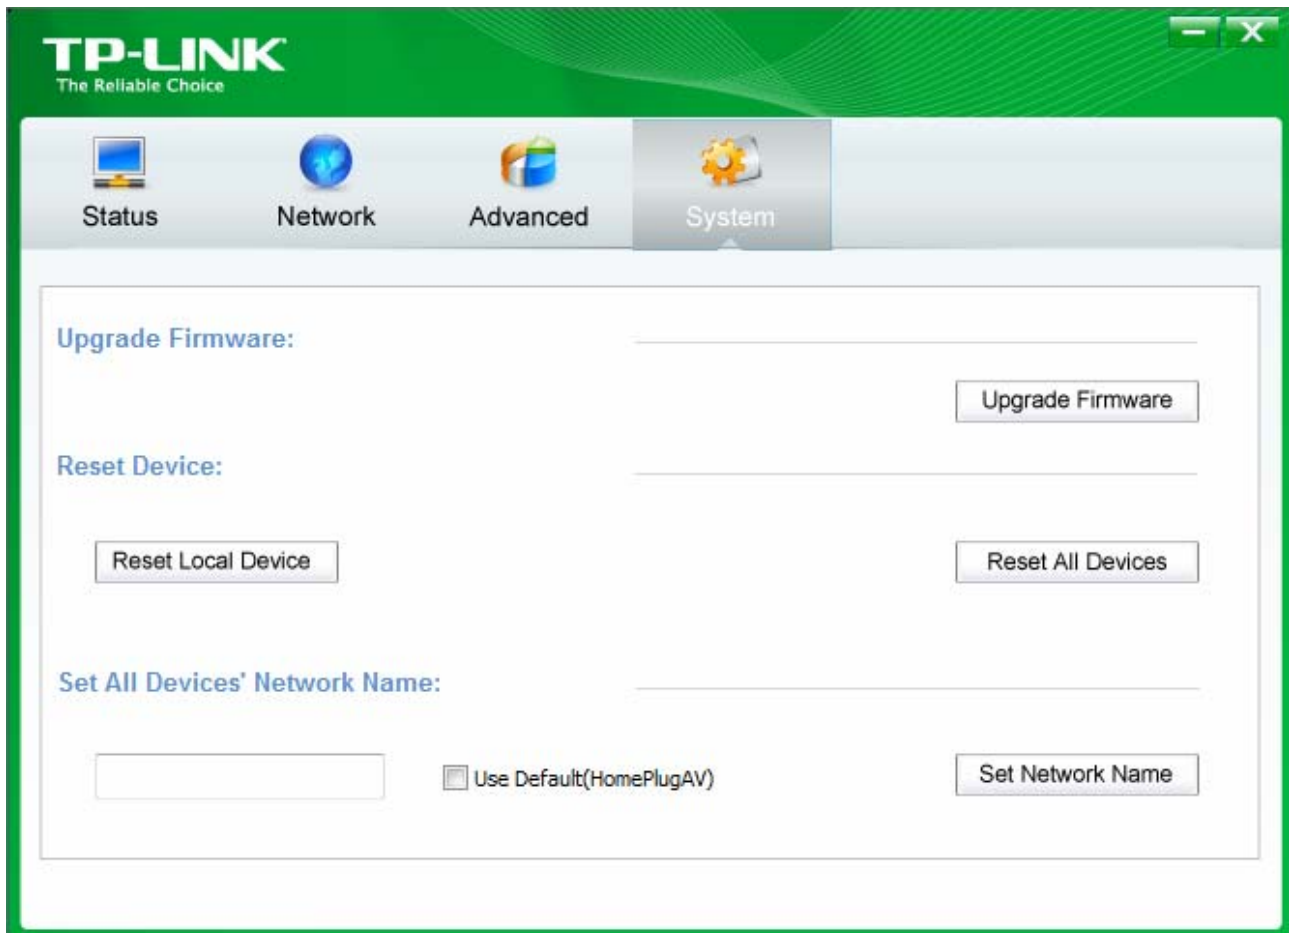 TP-LINK
The Reliable Choice
Status
Network
Advanced
System
Upgrade Firmware:
Upgrade Firmware
Reset Device:
Reset Local Device
Reset All Devices
Set All Devices' Network Name:
Use Default(HomePlugAV)
Set Network Name